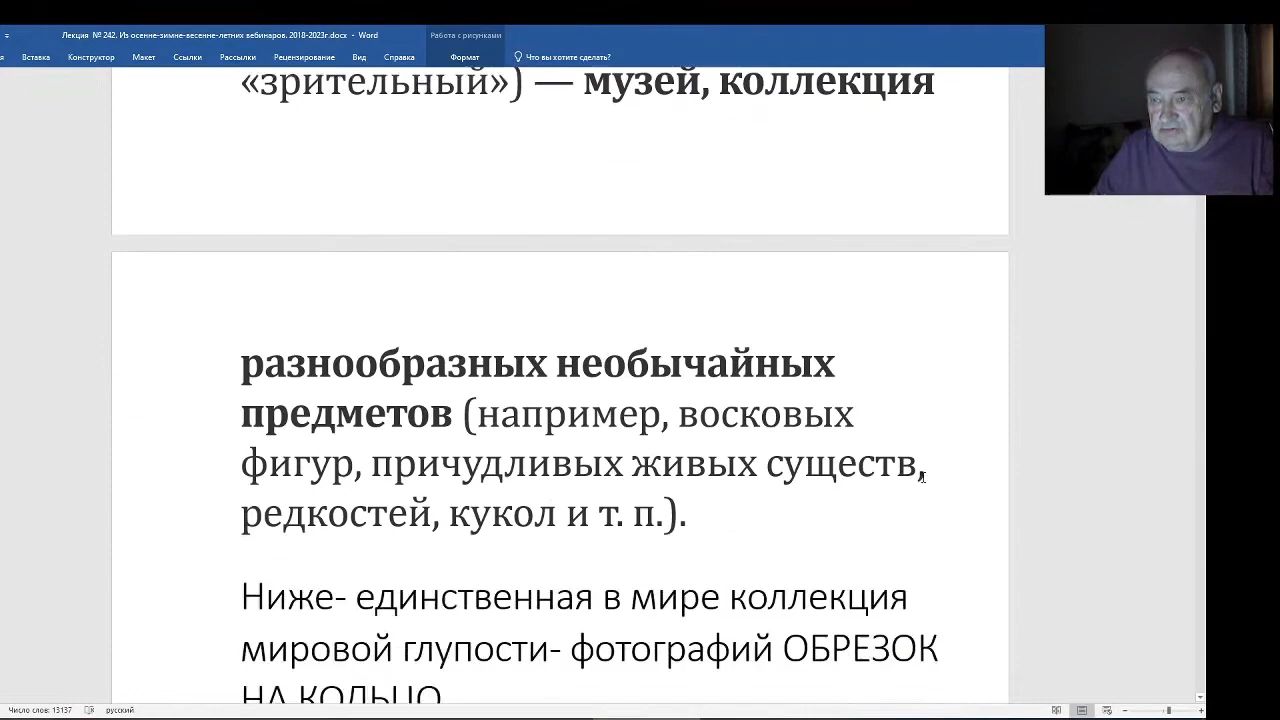 Лекция № 242. Из осенне-зимне-весенне-летних вебинаров. 2018-2023г.docx - Word
Работа с рисунками
я Вставка Конструктор Макет Ссылки Рассылки Рецензирование Вид Справка Формат Что вы хотите сделать?
«зрительный») — музей, коллекция
разнообразных необычайных
предметов (например, восковых
фигур, причудливых живых существ,
редкостей, кукол и т. п.).
Ниже- единственная в мире коллекция
мировой глупости- фотографий ОБРЕЗОК
НА КОЛЬЦО
Число слов: 13137 русский